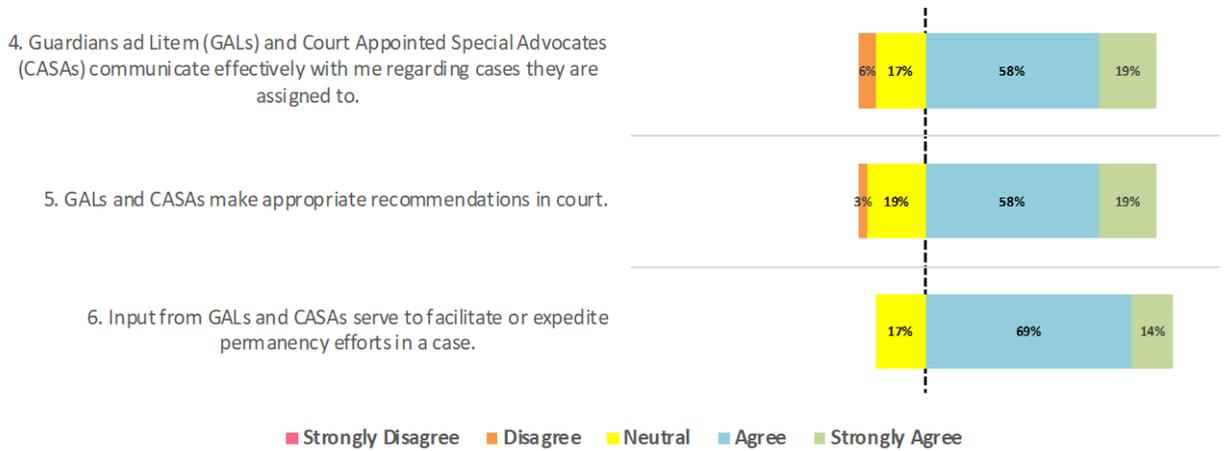 4. Guardians ad Litem (GALs) and Court Appointed Special Advocates
(CASAs) communicate effectively with me regarding cases they are
assigned to.
6% 17% 58% 19%
5. GALs and CASAs make appropriate recommendations in court.
3% 19% 58% 19%
6. Input from GALs and CASAs serve to facilitate or expedite
permanency efforts in a case.
17% 69% 14%
Strongly Disagree Disagree Neutral Agree Strongly Agree